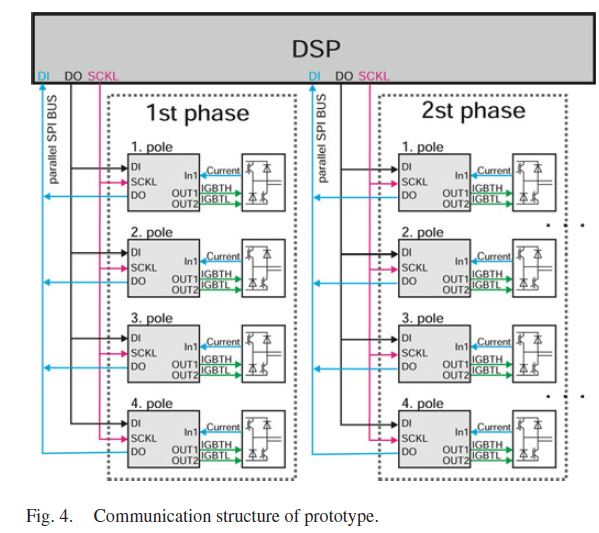 DSP
DI DO SCKL DI DO SCKL
parallel SPI BUS
1st phase
1. pole
DI
SCKL
DO
In1
OUT1
OUT2
Current
IGBTH
IGBTL
2. pole
DI
SCKL
DO
In1
OUT1
OUT2
Current
IGBTH
IGBTL
3. pole
DI
SCKL
DO
In1
OUT1
OUT2
Current
IGBTH
IGBTL
4. pole
DI
SCKL
DO
In1
OUT1
OUT2
Current
IGBTH
IGBTL
parallel SPI BUS
2st phase
1. pole
DI
SCKL
DO
In1
OUT1
OUT2
Current
IGBTH
IGBTL
2. pole
DI
SCKL
DO
In1
OUT1
OUT2
Current
IGBTH
IGBTL
3. pole
DI
SCKL
DO
In1
OUT1
OUT2
Current
IGBTH
IGBTL
4. pole
DI
SCKL
DO
In1
OUT1
OUT2
Current
IGBTH
IGBTL
Fig. 4. Communication structure of prototype.